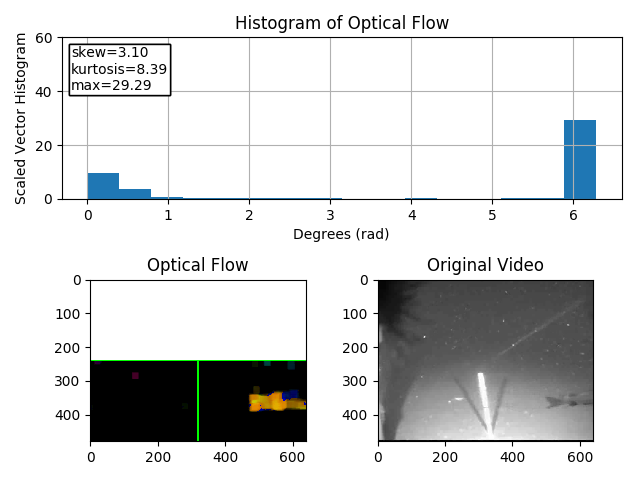 Histogram of Optical Flow
Scaled Vector Histogram
60
40
20
0
skew=3.10
kurtosis=8.39
max=29.29
0 1 2 3 4 5 6
Degrees (rad)
Optical Flow
0
100
200
300
400
0 200 400 600
Original Video
0
100
200
300
400
0 200 400 600